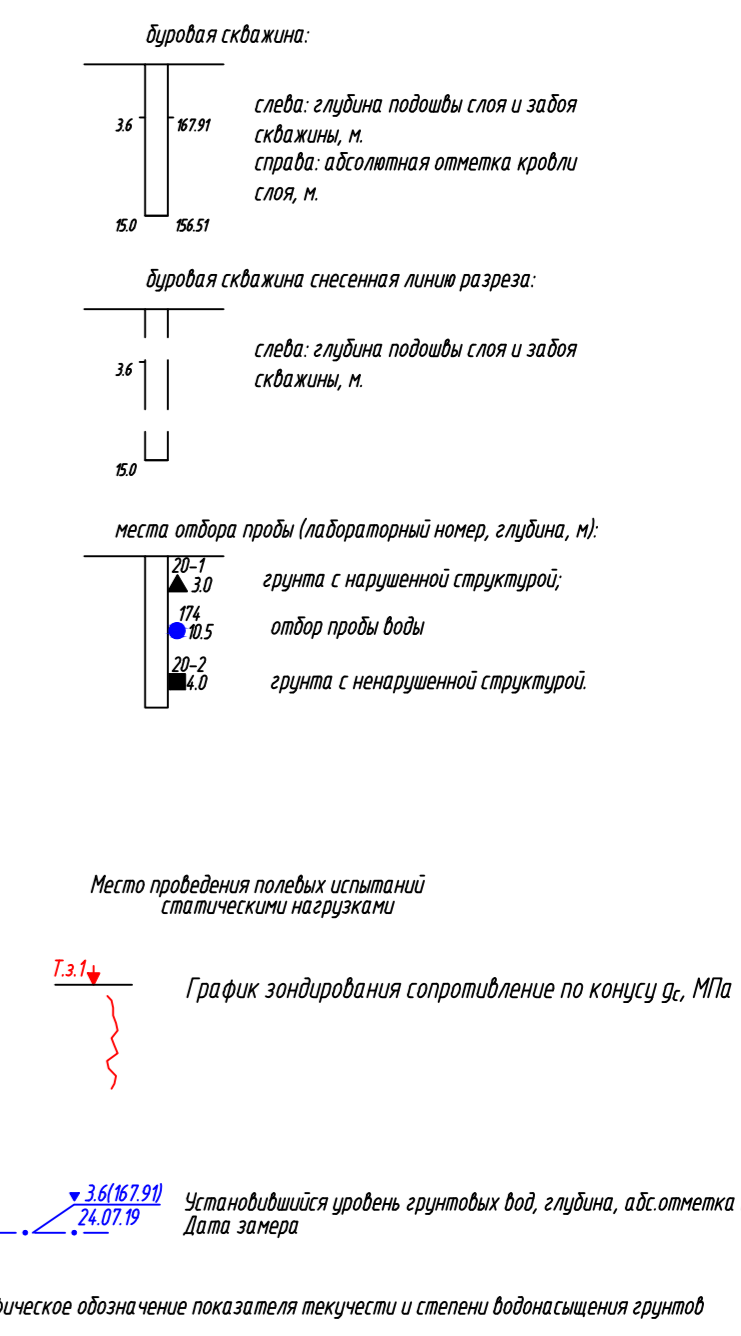 буровая скважина:
слева: глубина подошвы слоя и забоя
скважины, м.
3.6 167.91
справа: абсолютная отметка кровли
слоя, м.
15.0 156.51
буровая скважина снесенная линию разреза:
слева: глубина подошвы слоя и забоя
скважины, м.
3.6
15.0
места отбора пробы (лабораторный номер, глубина, м):
20-1
3.0 грунта с нарушенной структурой;
174
10.5 отбор пробы воды
20-2
4.0 грунта с ненарушенной структурой.
Место проведения полевых испытаний
статическими нагрузками
Т.з.1
График зондирования сопротивление по конусу gc, МПа
3.6(167.91)
24.07.19
Установившийся уровень грунтовых вод, глубина, абс.отметка
Дата замера
обозначение показателя текучести и степени водонасыщения грунтов